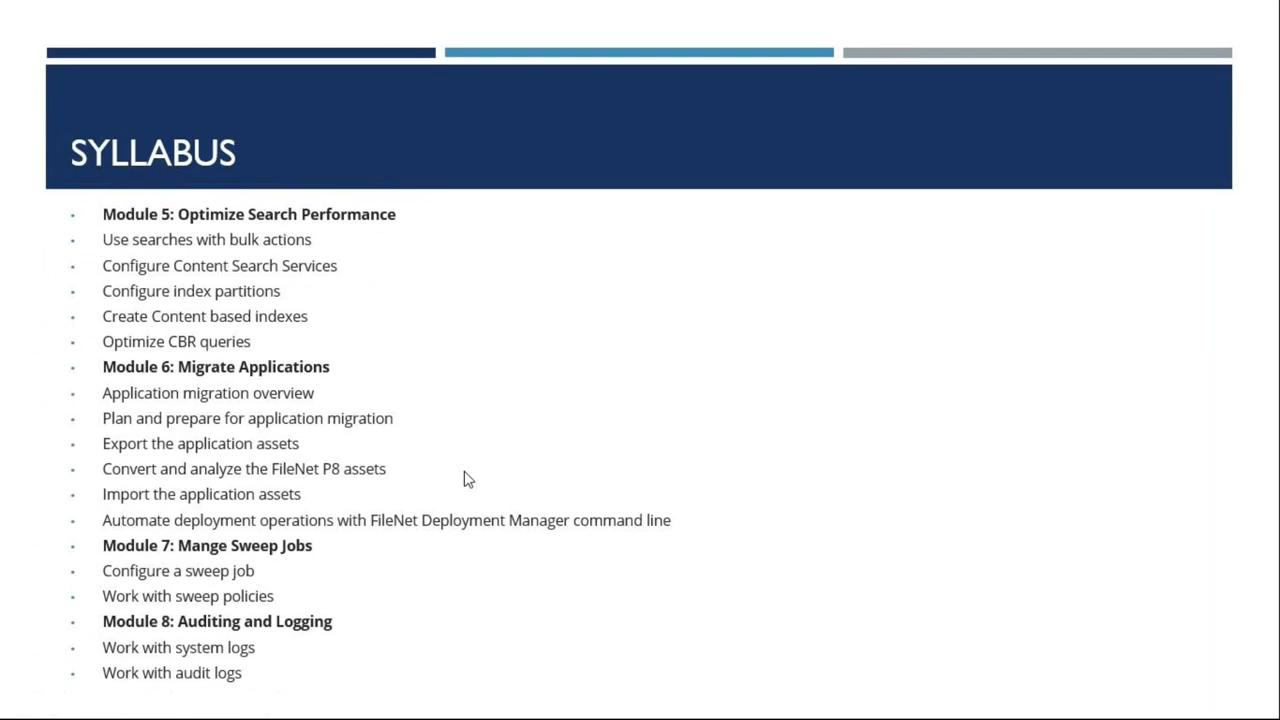 SYLLABUS
Module 5: Optimize Search Performance
Use searches with bulk actions
Configure Content Search Services
Configure index partitions
Create Content based indexes
Optimize CBR queries
Module 6: Migrate Applications
Application migration overview
Plan and prepare for application migration
Export the application assets
Convert and analyze the FileNet P8 assets
Import the application assets
Automate deployment operations with FileNet Deployment Manager command line
Module 7: Mange Sweep Jobs
Configure a sweep job
Work with sweep policies
Module 8: Auditing and Logging
Work with system logs
Work with audit logs